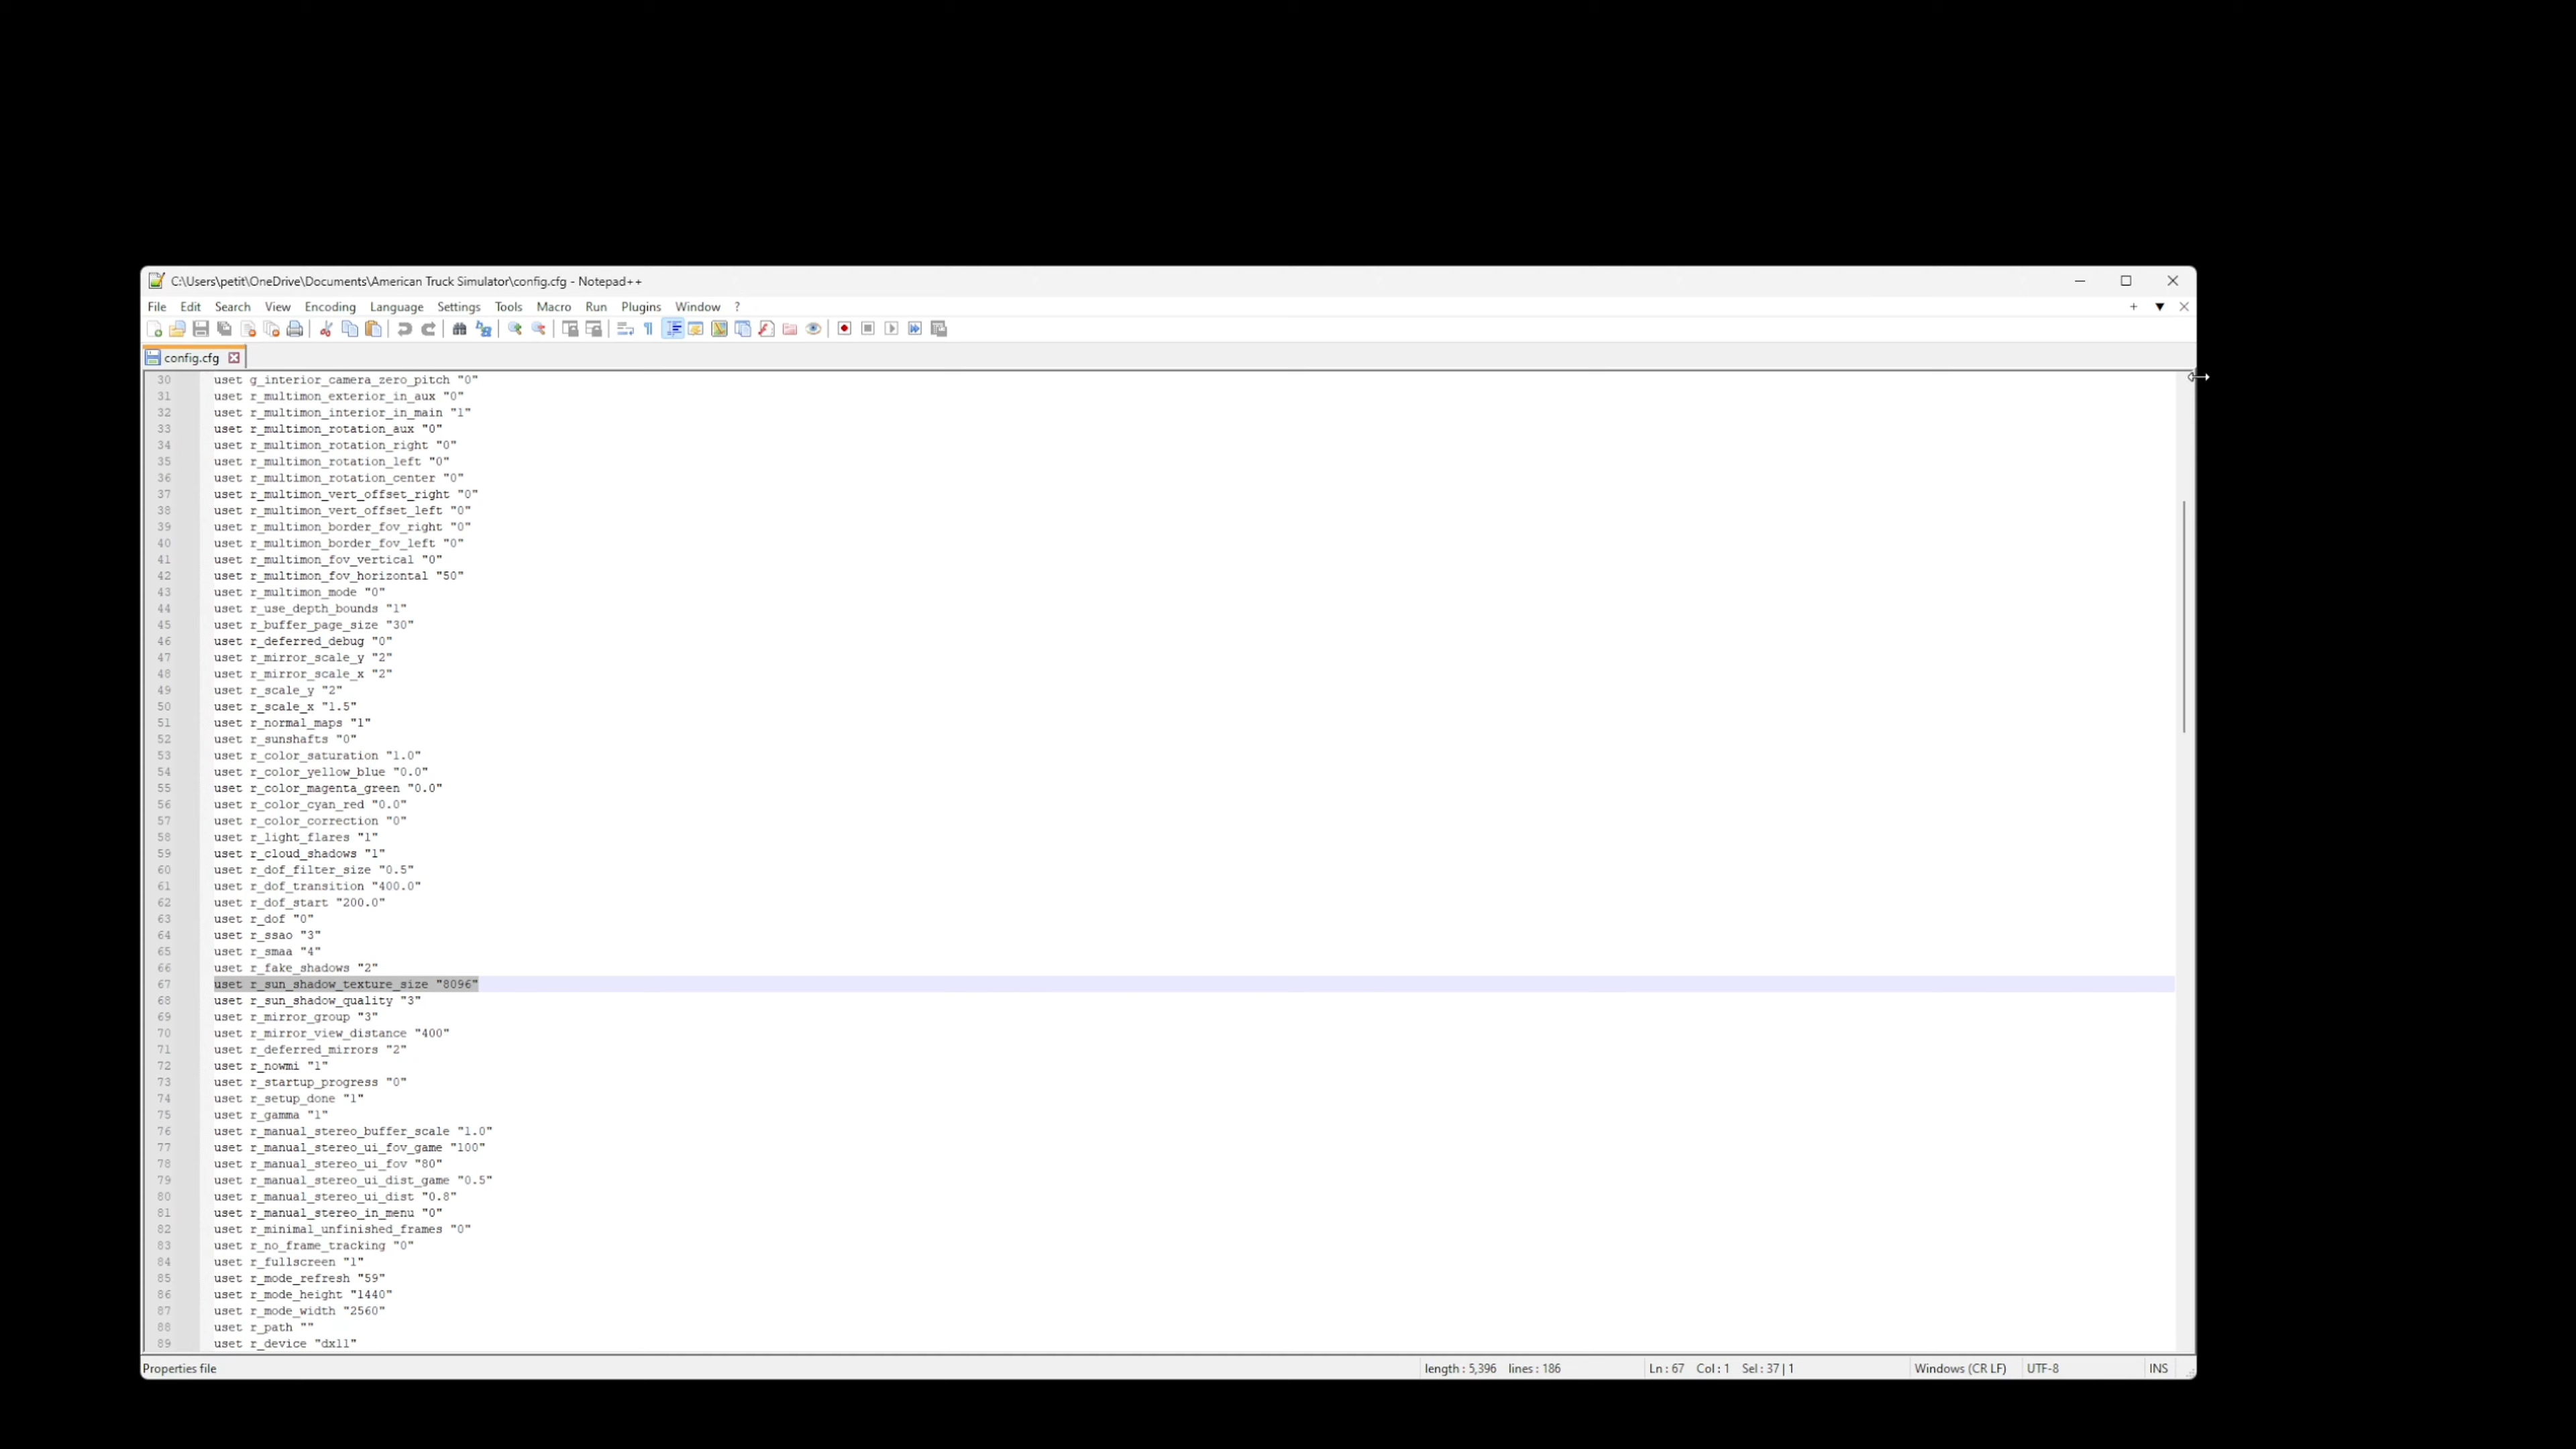 C:\Users\petit\OneDrive\Documents\American Truck Simulator\config.cfg - Notepad++
File Edit Search View Encoding Language Settings Tools Macro Run Plugins Window ?
config.cfg
30 uset g_interior_camera_zero_pitch "0"
31 uset r_multimon_exterior_in_aux "0"
32 uset r_multimon_interior_in_main "1"
33 uset r_multimon_rotation_aux "0"
34 uset r_multimon_rotation_right "0"
35 uset r_multimon_rotation_left "0"
36 uset r_multimon_rotation_center "0"
37 uset r_multimon_vert_offset_right "0"
38 uset r_multimon_vert_offset_left "0"
39 uset r_multimon_border_fov_right "0"
40 uset r_multimon_border_fov_left "0"
41 uset r_multimon_fov_vertical "0"
42 uset r_multimon_fov_horizontal "50"
43 uset r_multimon_mode "0"
44 uset r_use_depth_bounds "1"
45 uset r_buffer_page_size "30"
46 uset r_deferred_debug "0"
47 uset r_mirror_scale_y "2"
48 uset r_mirror_scale_x "2"
49 uset r_scale_y "2"
50 uset r_scale_x "1.5"
51 uset r_normal_maps "1"
52 uset r_sunshafts "0"
53 uset r_color_saturation "1.0"
54 uset r_color_yellow_blue "0.0"
55 uset r_color_magenta_green "0.0"
56 uset r_color_cyan_red "0.0"
57 uset r_color_correction "0"
58 uset r_light_flares "1"
59 uset r_cloud_shadows "1"
60 uset r_dof_filter_size "0.5"
61 uset r_dof_transition "400.0"
62 uset r_dof_start "200.0"
63 uset r_dof "0"
64 uset r_ssao "3"
65 uset r_smaa "4"
66 uset r_fake_shadows "2"
67 uset r_sun_shadow_texture_size "8096"
68 uset r_sun_shadow_quality "3"
69 uset r_mirror_group "3"
70 uset r_mirror_view_distance "400"
71 uset r_deferred_mirrors "2"
72 uset r_nowmi "1"
73 uset r_startup_progress "0"
74 uset r_setup_done "1"
75 uset r_gamma "1"
76 uset r_manual_stereo_buffer_scale "1.0"
77 uset r_manual_stereo_ui_fov_game "100"
78 uset r_manual_stereo_ui_fov "80"
79 uset r_manual_stereo_ui_dist_game "0.5"
80 uset r_manual_stereo_ui_dist "0.8"
81 uset r_manual_stereo_in_menu "0"
82 uset r_minimal_unfinished_frames "0"
83 uset r_no_frame_tracking "0"
84 uset r_fullscreen "1"
85 uset r_mode_refresh "59"
86 uset r_mode_height "1440"
87 uset r_mode_width "2560"
88 uset r_path ""
89 uset r_device "dx11"
Properties file length : 5,396 lines : 186 Ln : 67 Col : 1 Sel : 37 | 1 Windows (CR LF) UTF-8 INS